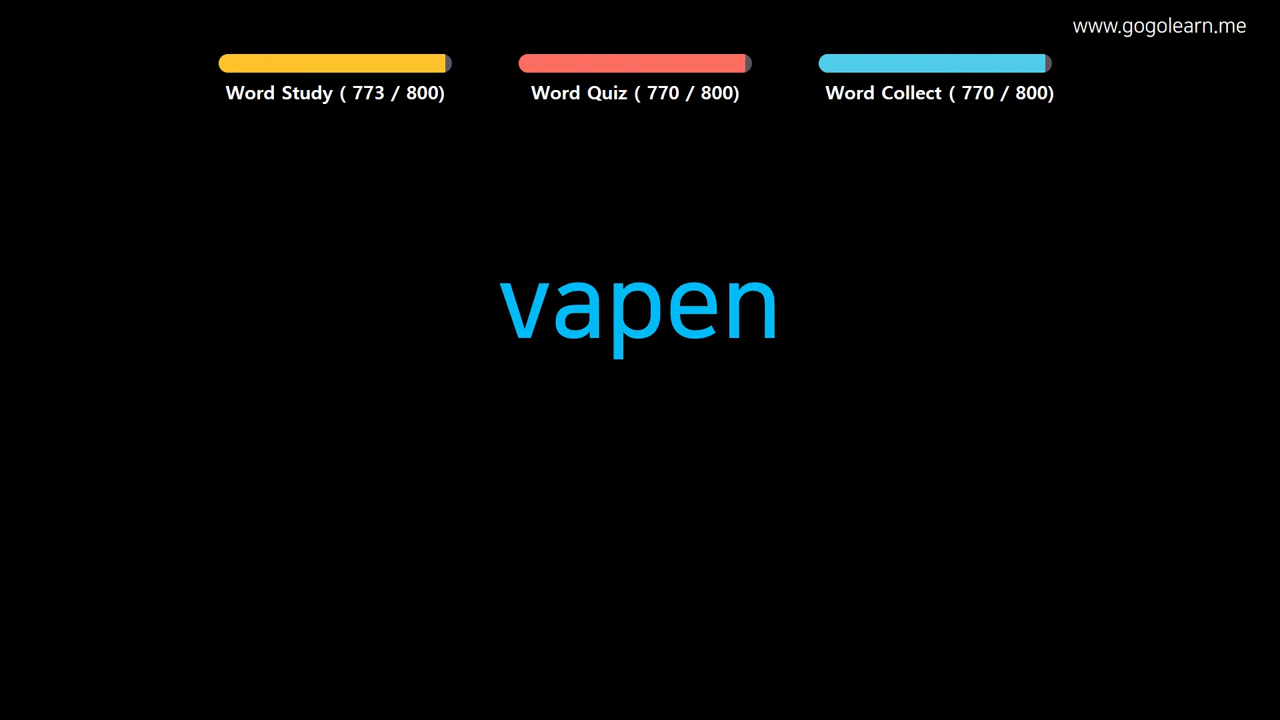 www.gogolearn.me
Word Study ( 773 / 800)
Word Quiz ( 770 / 800)
Word Collect ( 770 / 800)
vapen